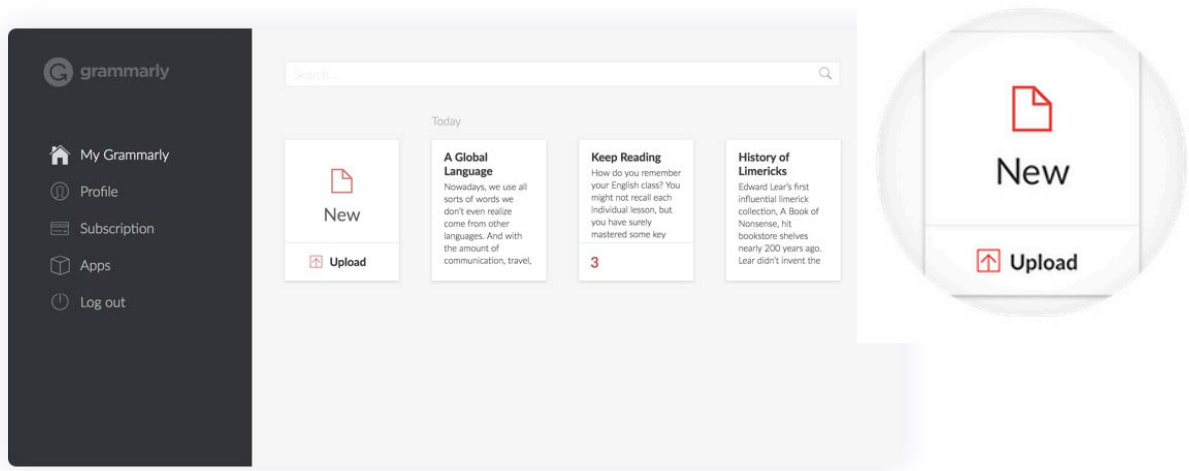 grammarly
My Grammarly
Profile
Subscription
Apps
Log out
Search...
Today
New
Upload
A Global
Language
Nowadays, we use all
sorts of words we
don't even realize
come from other
languages. And with
the amount of
communication, travel,
Keep Reading
How do you remember
your English class? You
might not recall each
individual lesson, but
you have surely
mastered some key
3
History of
Limericks
Edward Lear's first
influential limerick
collection, A Book of
Nonsense, hit
bookstore shelves
nearly 200 years ago.
Lear didn't invent the
New
Upload